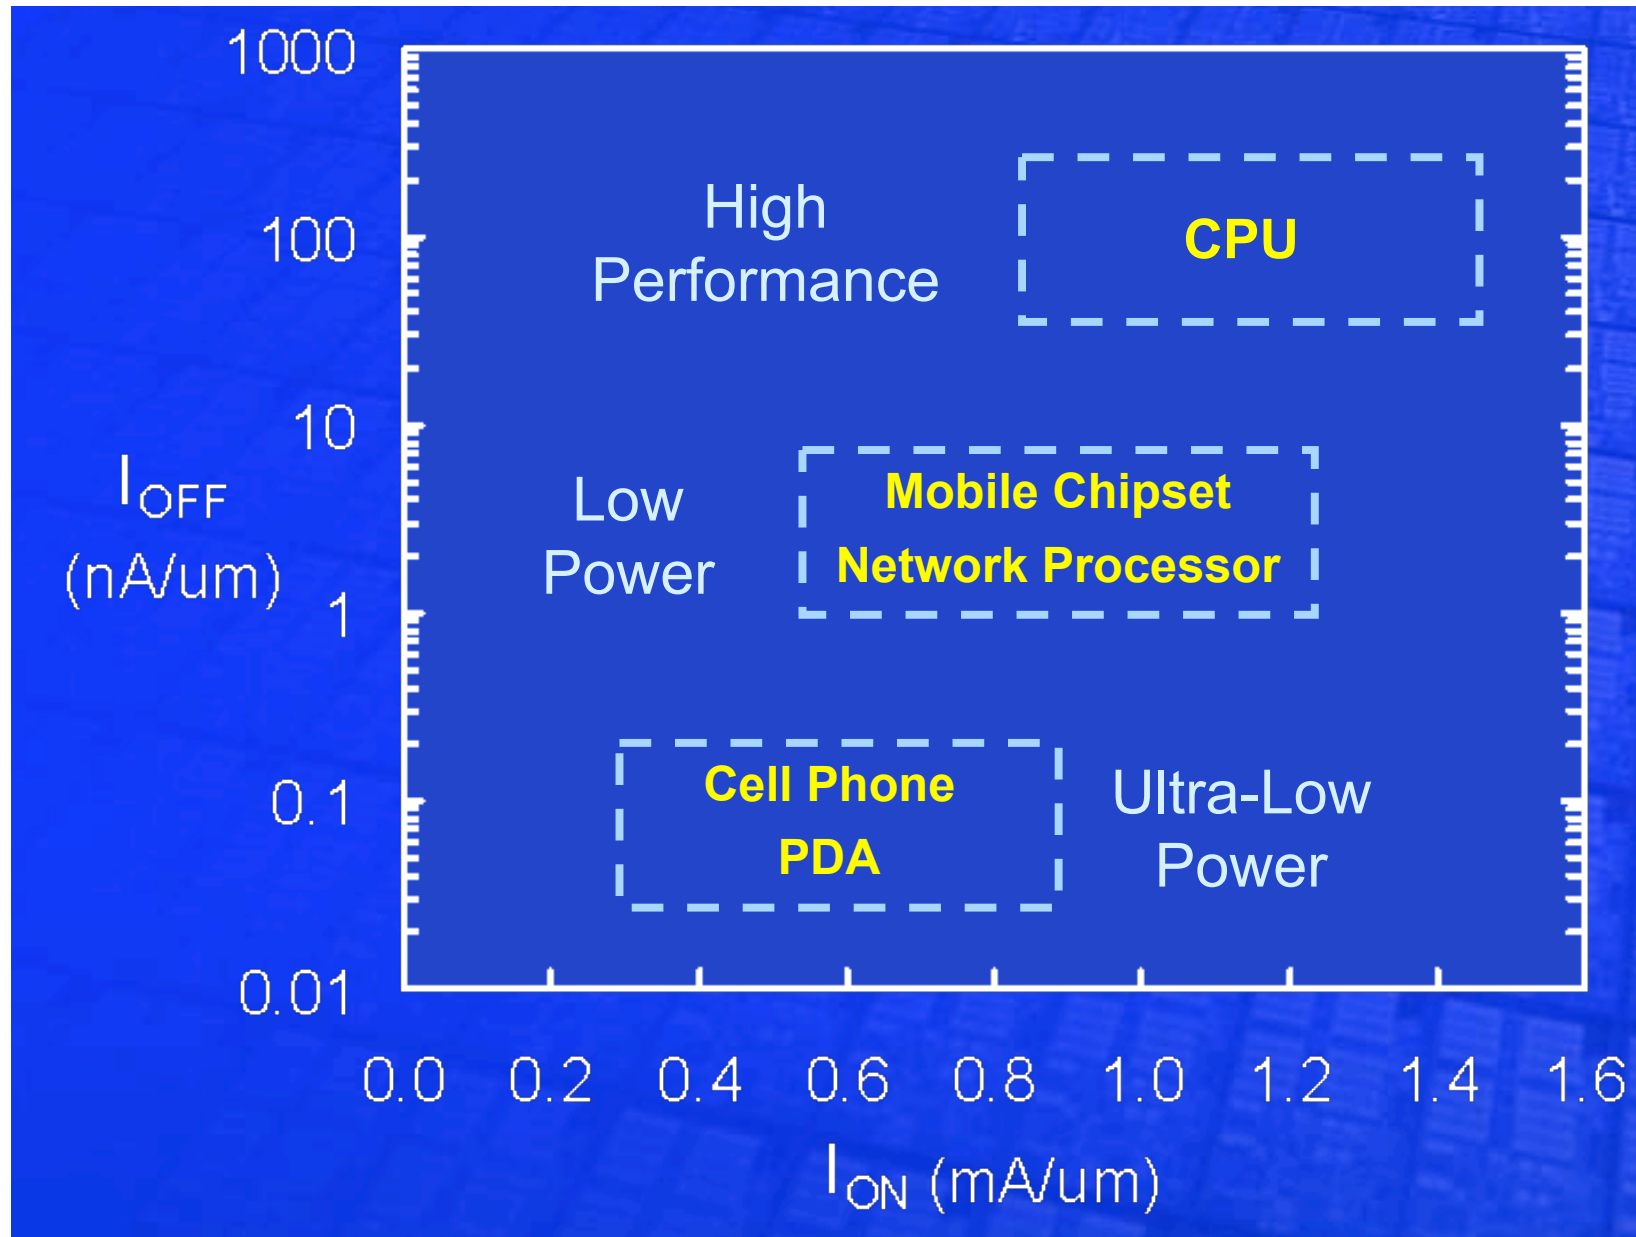 1000
100
10
1
0.1
0.01
I_OFF
(nA/um)
High
Performance
CPU
Low
Power
Mobile Chipset
Network Processor
Cell Phone
PDA
Ultra-Low
Power
0.0 0.2 0.4 0.6 0.8 1.0 1.2 1.4 1.6
I_ON (mA/um)